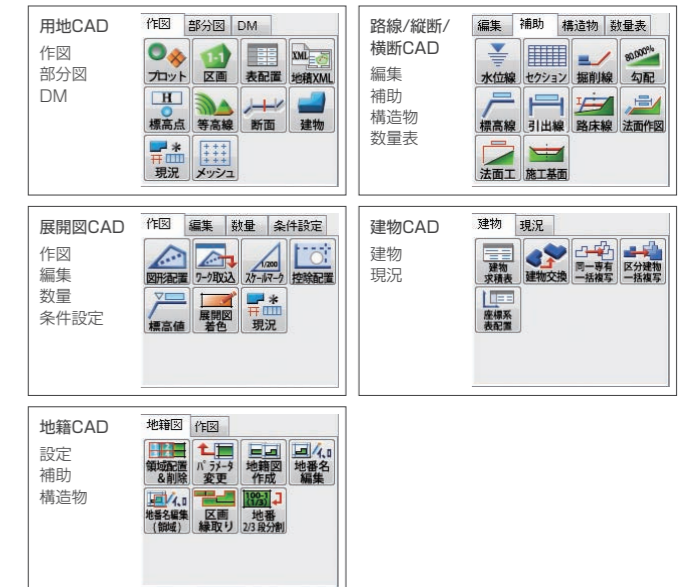 用地CAD
作図
部分図
DM
作図 部分図 DM
1-1 XML
プロット 区画 表配置 地積XML
H
標高点 等高線 断面 建物
現況 メッシュ
路線/縦断/
横断CAD
編集
補助
構造物
数量表
編集 補助 構造物 数量表
80.000%
水位線 セクション 掘削線 勾配
標高線 引出線 路床線 法面作図
法面工 施工基面
展開図CAD
作図
編集
数量
条件設定
作図 編集 数量 条件設定
1/200
図形配置 ワーク取込 スケールマーク 控除配置
標高値 展開図着色 現況
建物CAD
建物
現況
建物 現況
建物求積表 建物交換 同一専有一括複写 区分建物一括複写
座標系表配置
地籍CAD
設定
補助
構造物
地籍図 作図
領域配置&削除 パラメータ変更 地籍図作成 地番名編集
100-1
地番名編集(領域) 区画縁取り 地番2/3段分割